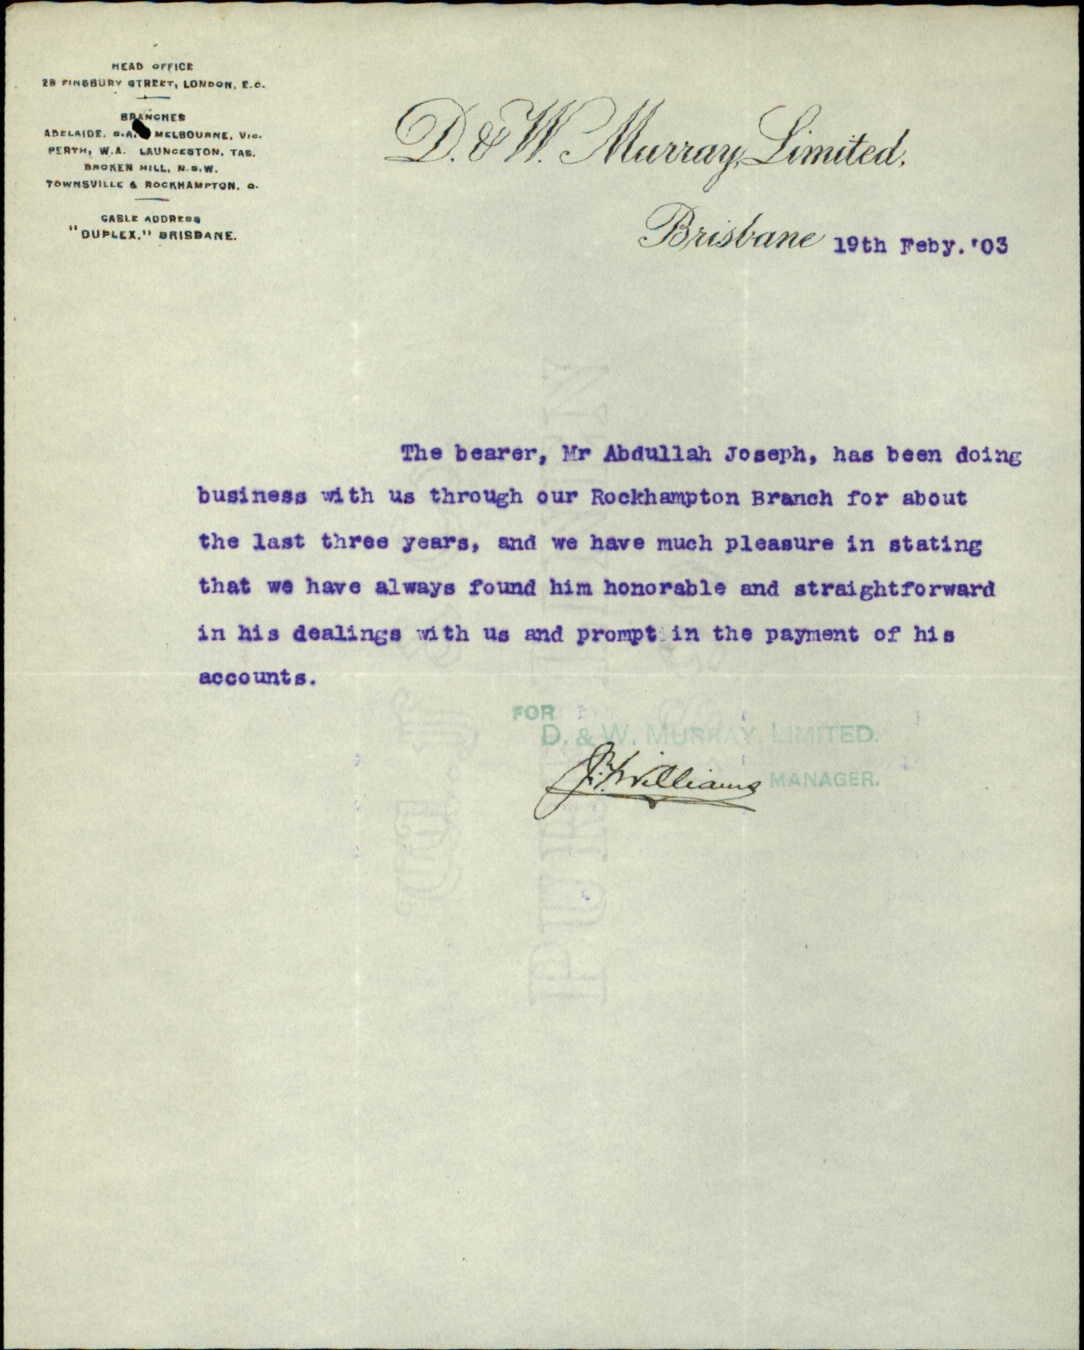 HEAD OFFICE
28 FINSBURY STREET, LONDON, E.C.
BRANCHES
ADELAIDE, S.A. MELBOURNE, VIC.
PERTH, W.A. LAUNCESTON, TAS.
BROKEN HILL, N.S.W.
TOWNSVILLE & ROCKHAMPTON, Q.
CABLE ADDRESS
"DUPLEX," BRISBANE.
D. & W. Murray, Limited.
Brisbane 19th Feby. '03
The bearer, Mr Abdullah Joseph, has been doing
business with us through our Rockhampton Branch for about
the last three years, and we have much pleasure in stating
that we have always found him honorable and straightforward
in his dealings with us and prompt in the payment of his
accounts.
FOR
D. & W. MURRAY, LIMITED.
Williams MANAGER.